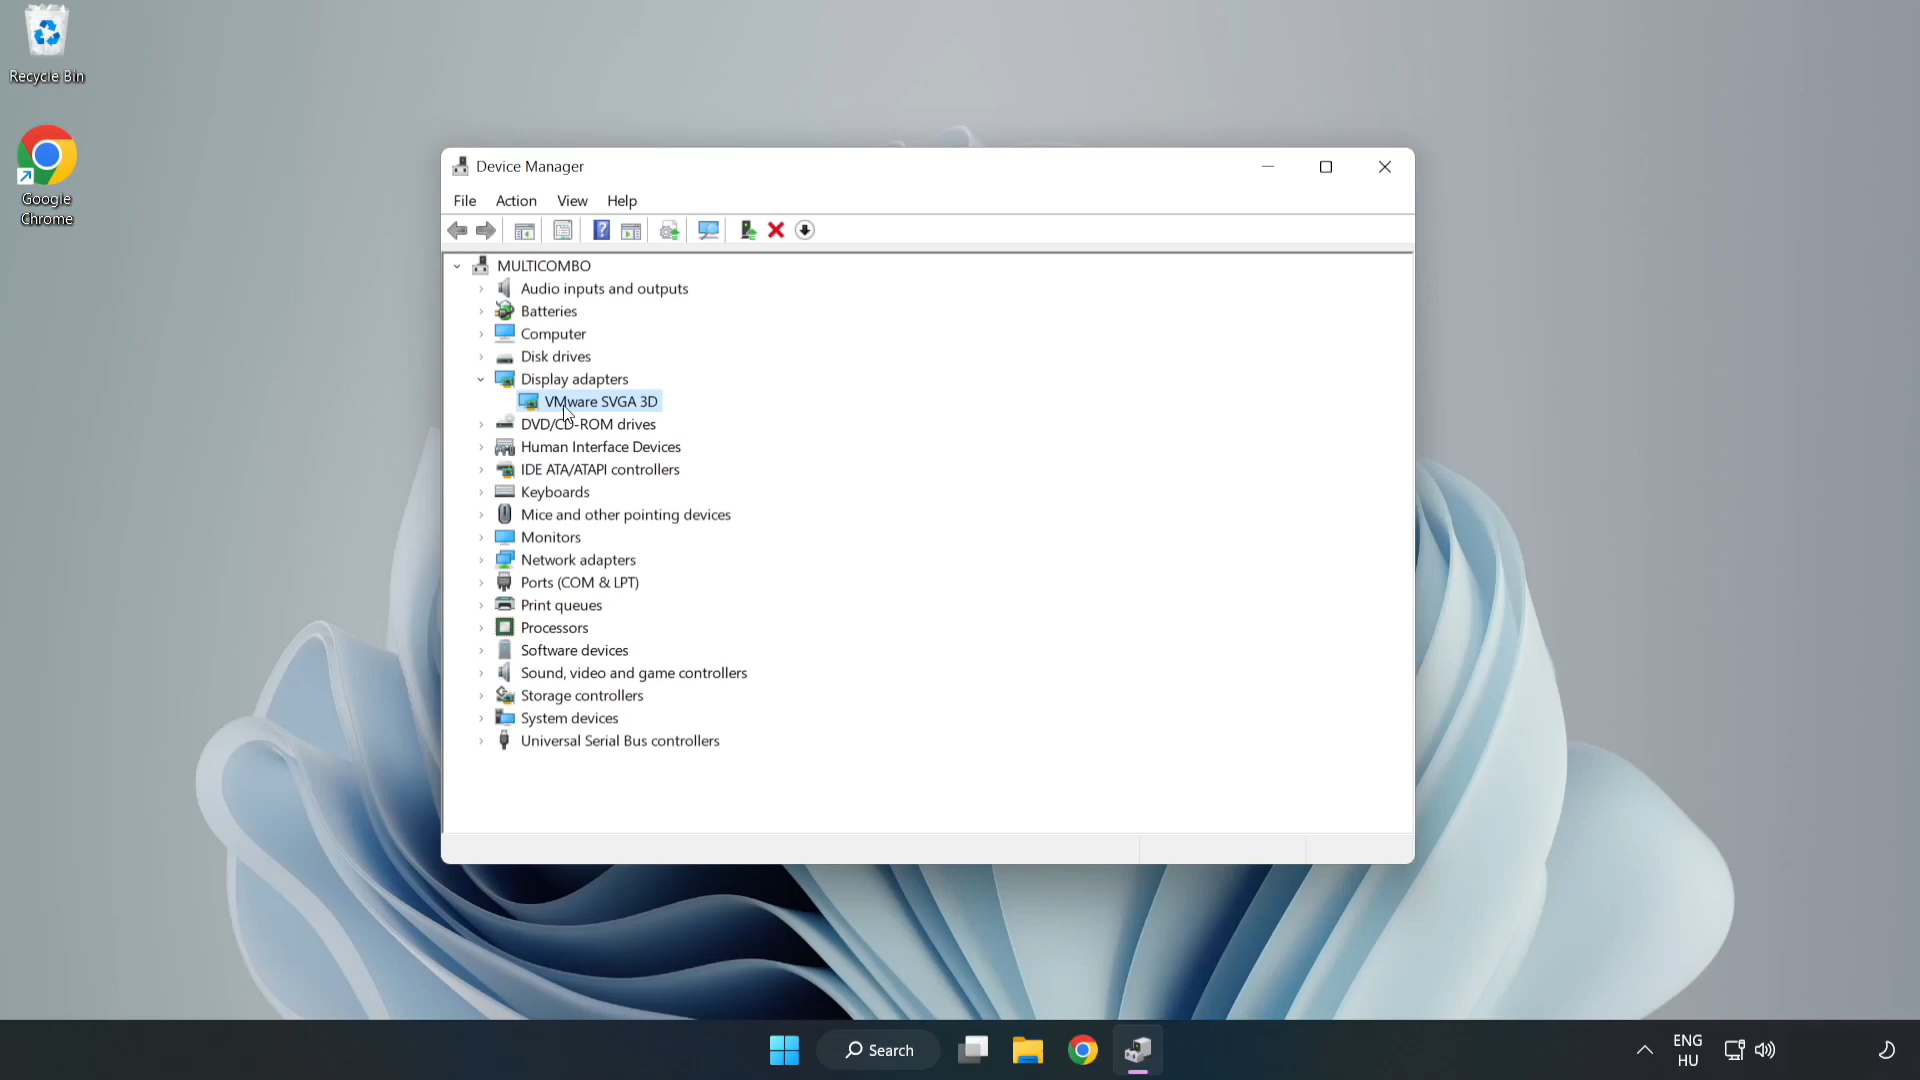 Recycle Bin
Google
Chrome
Device Manager
File Action View Help
MULTICOMBO
Audio inputs and outputs
Batteries
Computer
Disk drives
Display adapters
VMware SVGA 3D
DVD/CD-ROM drives
Human Interface Devices
IDE ATA/ATAPI controllers
Keyboards
Mice and other pointing devices
Monitors
Network adapters
Ports (COM & LPT)
Print queues
Processors
Software devices
Sound, video and game controllers
Storage controllers
System devices
Universal Serial Bus controllers
Search
ENG
HU